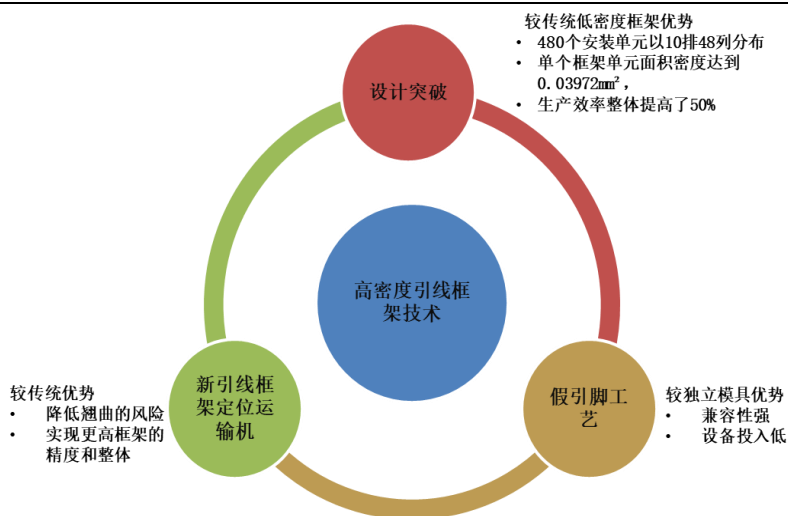 较传统低密度框架优势
• 480个安装单元以10排48列分布
• 单个框架单元面积密度达到
0.03972㎜²，
• 生产效率整体提高了50%
设计突破
高密度引线框
架技术
新引线框
架定位运
输机
较传统优势
• 降低翘曲的风险
• 实现更高框架的
精度和整体
假引脚工
艺
较独立模具优势
• 兼容性强
• 设备投入低